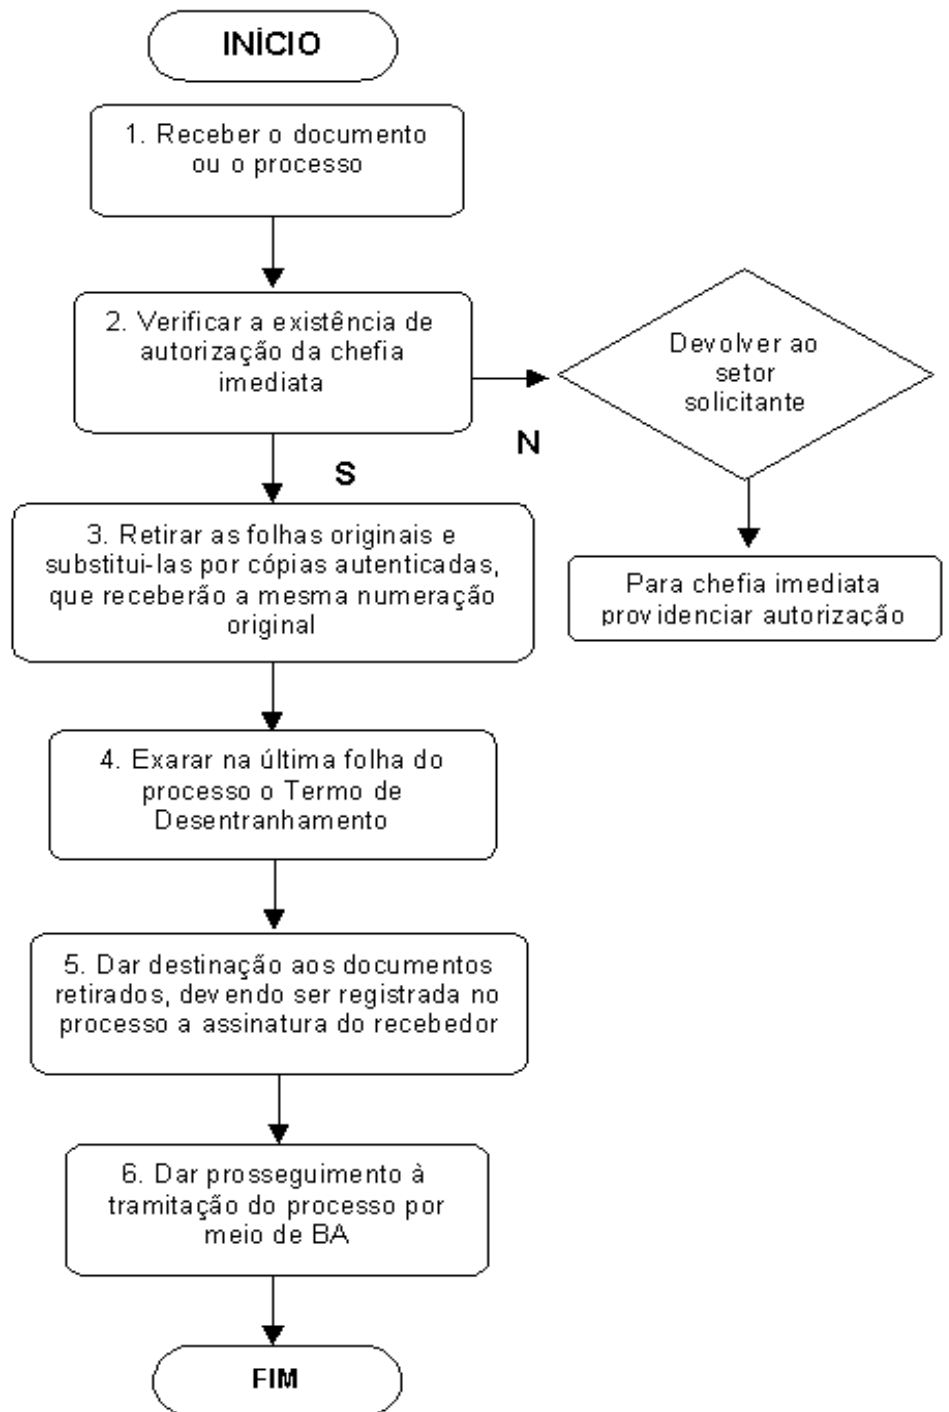 INÍCIO
1. Receber o documento
ou o processo
2. Verificar a existência de
autorização da chefia
imediata
Devolver ao
setor
solicitante
N
S
3. Retirar as folhas originais e
substitui-las por cópias autenticadas,
que receberão a mesma numeração
original
Para chefia imediata
providenciar autorização
4. Exarar na última folha do
processo o Termo de
Desentranhamento
5. Dar destinação aos documentos
retirados, devendo ser registrada no
processo a assinatura do recebedor
6. Dar prosseguimento à
tramitação do processo por
meio de BA
FIM